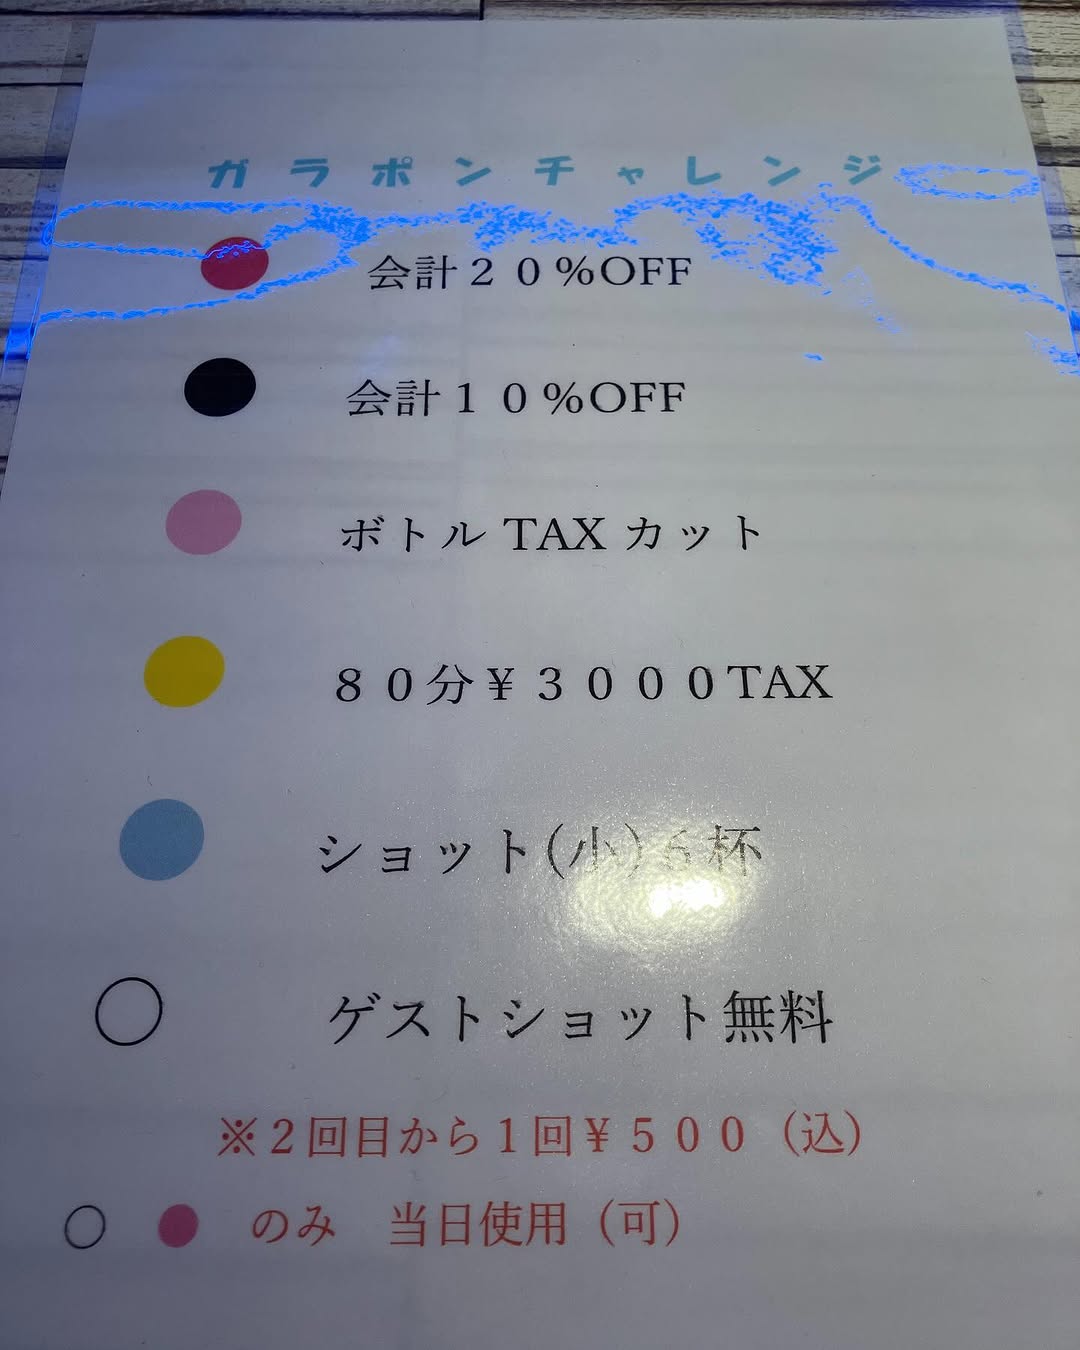 ガラポンチャレンジ
会計２０%OFF
会計１０%OFF
ボトル TAX カット
８０分¥３０００TAX
ショット(小)６杯
ゲストショット無料
※２回目から１回¥５００（込）
のみ　当日使用（可）